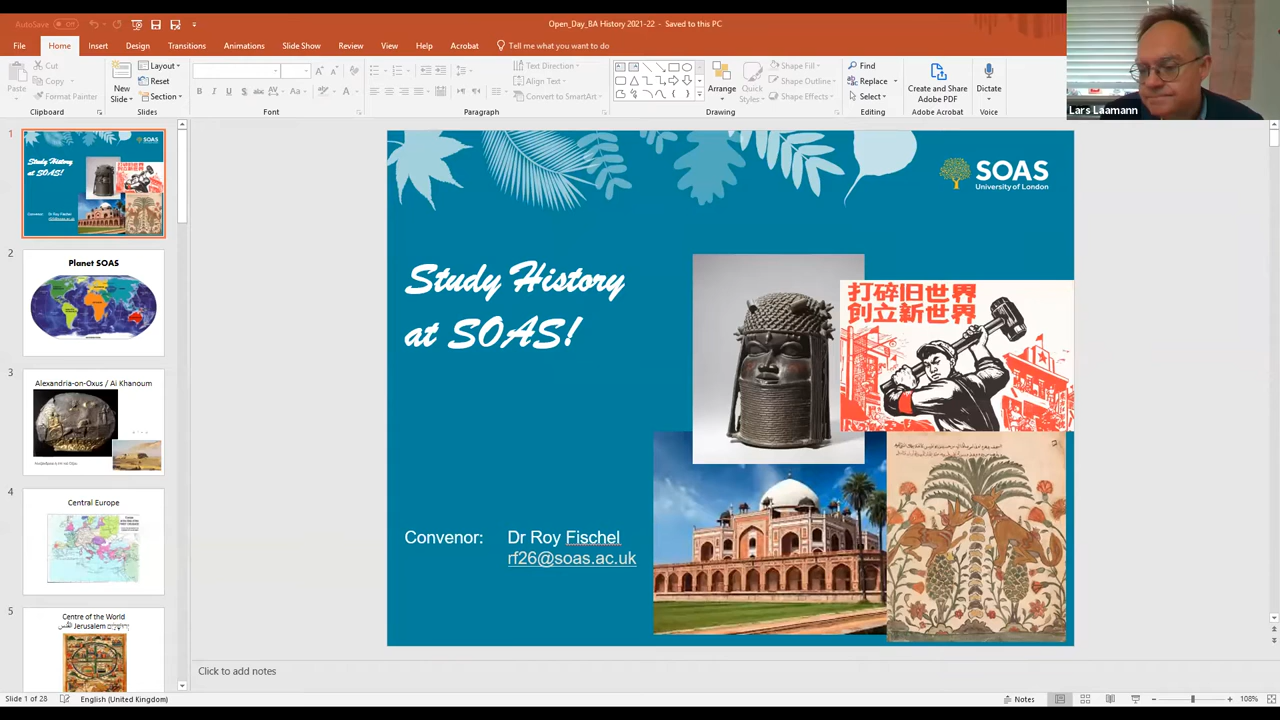 AutoSave Off
Open_Day_BA History 2021-22 - Saved to this PC
File Home Insert Design Transitions Animations Slide Show Review View Help Acrobat Tell me what you want to do
Paste
Cut
Copy
Format Painter
Clipboard
New Slide
Layout
Reset
Section
Slides
Font
Text Direction
Align Text
Convert to SmartArt
Paragraph
Arrange
Quick Styles
Shape Fill
Shape Outline
Shape Effects
Drawing
Find
Replace
Select
Editing
Create and Share Adobe PDF
Adobe Acrobat
Dictate
Voice
Lars Laamann
1
Study History
at SOAS!
SOAS
2
Planet SOAS
3
Alexandria-on-Oxus / Ai Khanoum
4
Central Europe
5
Centre of the World
Jerusalem
SOAS
University of London
Study History
at SOAS!
打碎旧世界
創立新世界
Convenor: Dr Roy Fischel
rf26@soas.ac.uk
Click to add notes
Slide 1 of 28 English (United Kingdom) Notes 108%